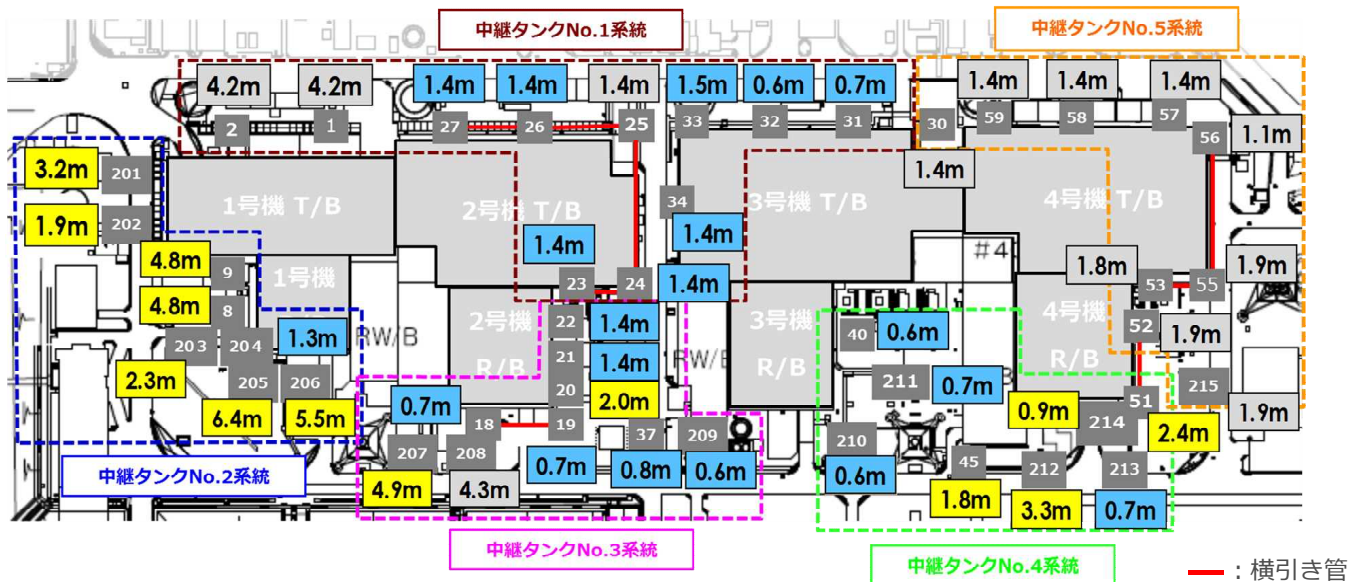 中継タンクNo.1系統
中継タンクNo.5系統
4.2m 4.2m 1.4m 1.4m 1.4m 1.5m 0.6m 0.7m 1.4m 1.4m 1.4m
2 1 27 26 25 33 32 31 30 59 58 57
56 1.1m
3.2m 201
1.4m
1.9m 202
1号機 T/B 2号機 T/B 34 3号機 T/B 4号機 T/B
1.4m 1.4m
#4
4.8m 9 1号機 23 24 1.4m 1.8m 53 55 1.9m
4.8m 8
2号機 22 1.4m 3号機 40 0.6m 4号機 52 1.9m
203 204 1.3m RW/B 21 1.4m RW/B
R/B R/B R/B
2.3m 205 206 20 2.0m 211 0.7m 215
6.4m 5.5m 0.7m 18 19 0.9m 51 1.9m
207 208 37 209 210 214 2.4m
0.7m 0.8m 0.6m 0.6m 45 212 213
中継タンクNo.2系統
4.9m 4.3m 1.8m 3.3m 0.7m
中継タンクNo.3系統
中継タンクNo.4系統
:横引き管